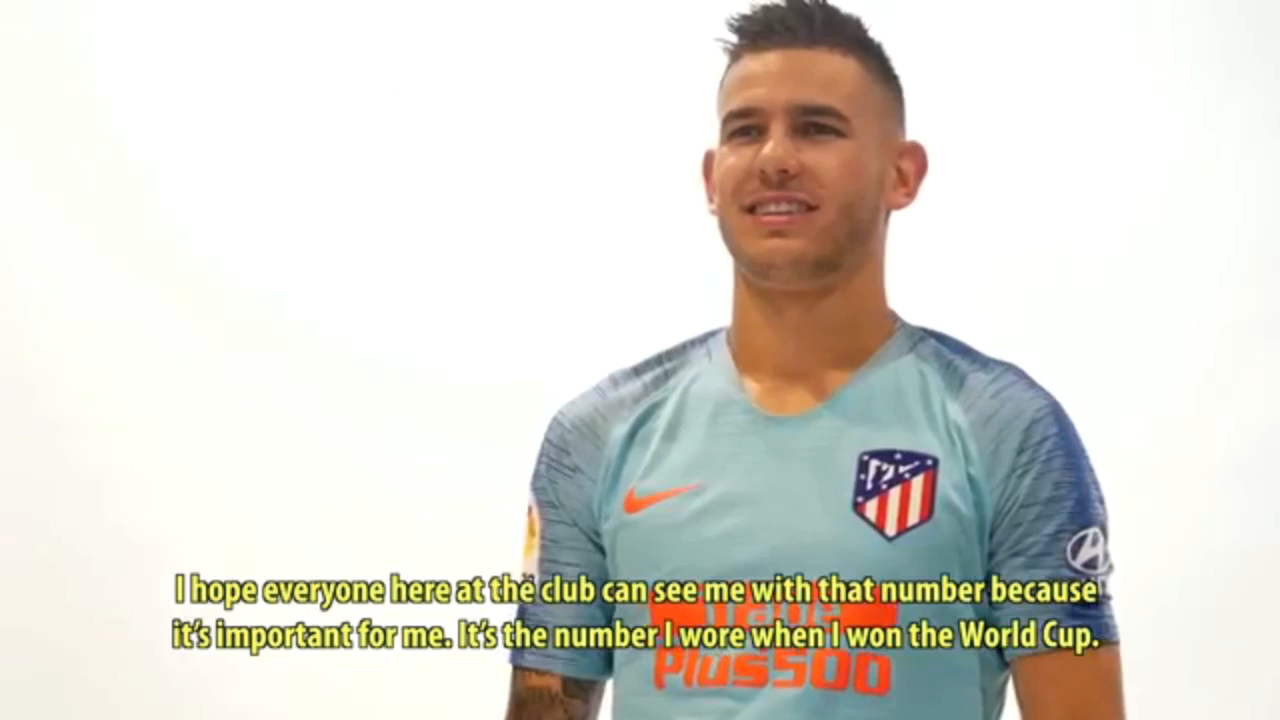 I hope everyone here at the club can see me with that number because
it's important for me. It's the number I wore when I won the World Cup.
Trade
Plus500